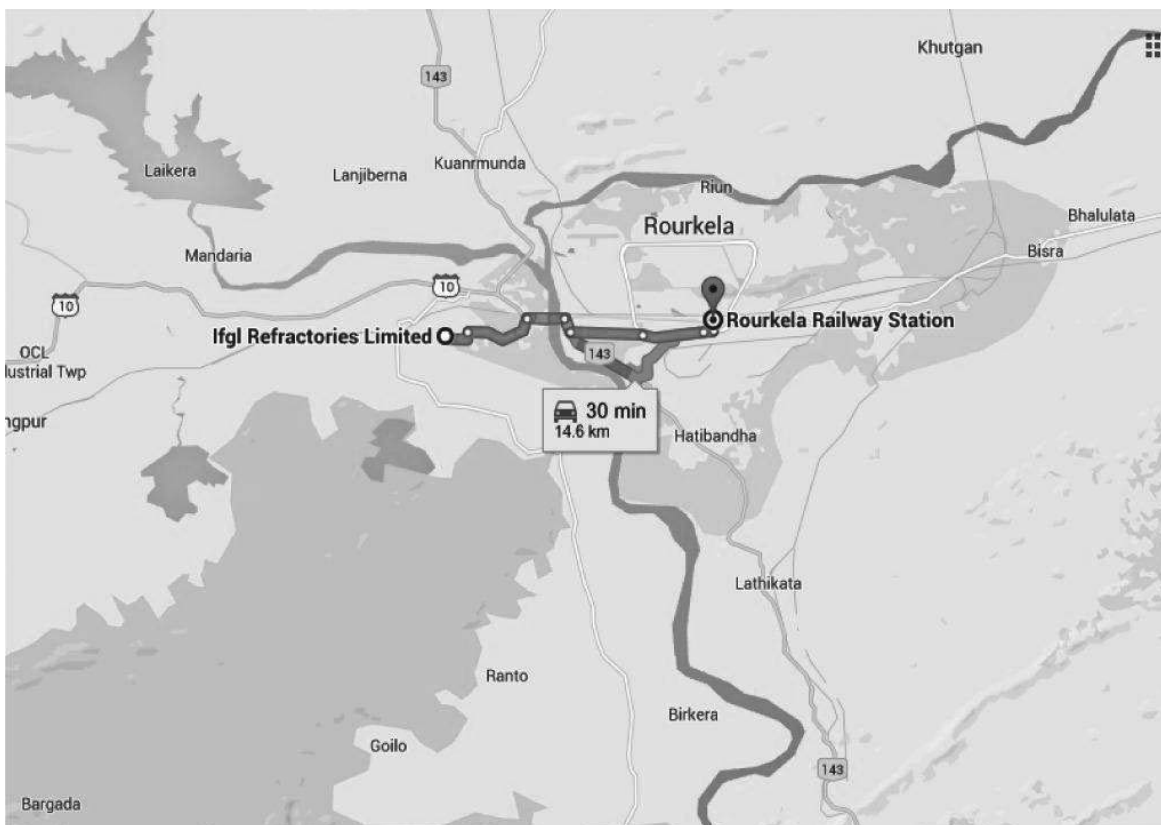 Khutgan
143
Kuanrmunda
Laikera
Lanjiberna
Riun
Rourkela
Bhalulata
Mandaria
Bisra
10
10
Ifgl Refractories Limited
Rourkela Railway Station
143
OCL
dustrial Twp
30 min
14.6 km
ngpur
Hatibandha
Lathikata
Ranto
Birkera
Goilo
143
Bargada